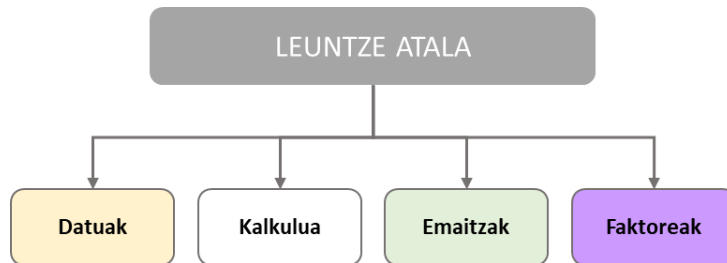 LEUNTZE ATALA
Datuak
Kalkulua
Emaitzak
Faktoreak